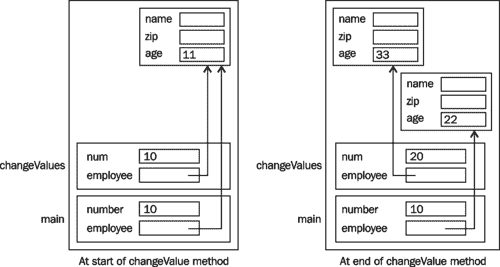 name
zip
age 11
changeValues
num 10
employee
main
number 10
employee
At start of changeValue method
name
zip
age 33
name
zip
age 22
changeValues
num 20
employee
main
number 10
employee
At end of changeValue method